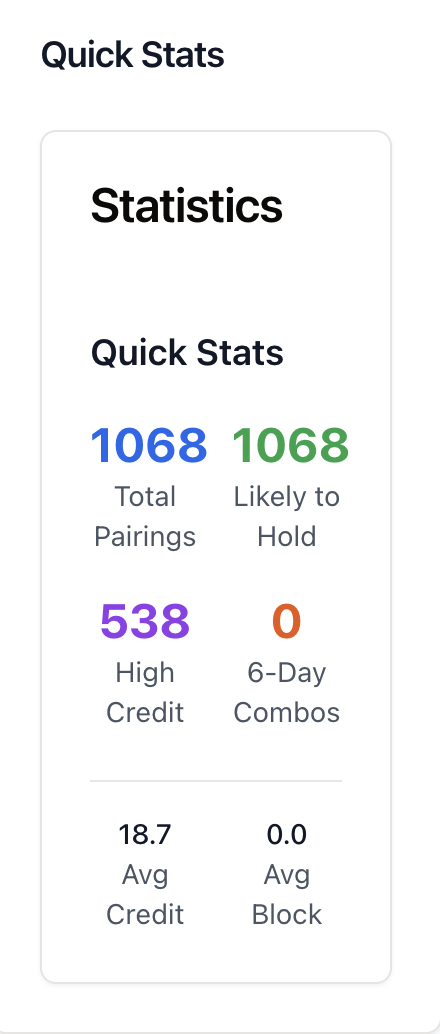 Quick Stats
Statistics
Quick Stats
1068 1068
Total Likely to
Pairings Hold
538 0
High 6-Day
Credit Combos
18.7 0.0
Avg Avg
Credit Block